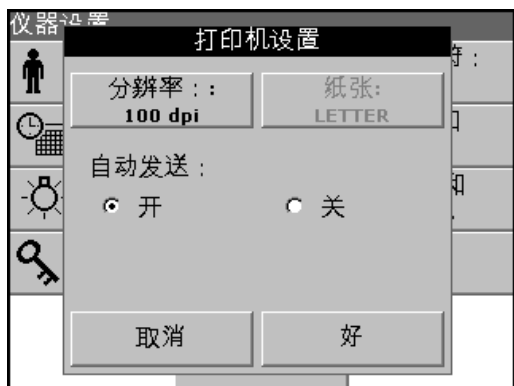 仪器设置
打印机设置
分辨率：:
100 dpi
纸张:
LETTER
自动发送：
开
关
取消
好